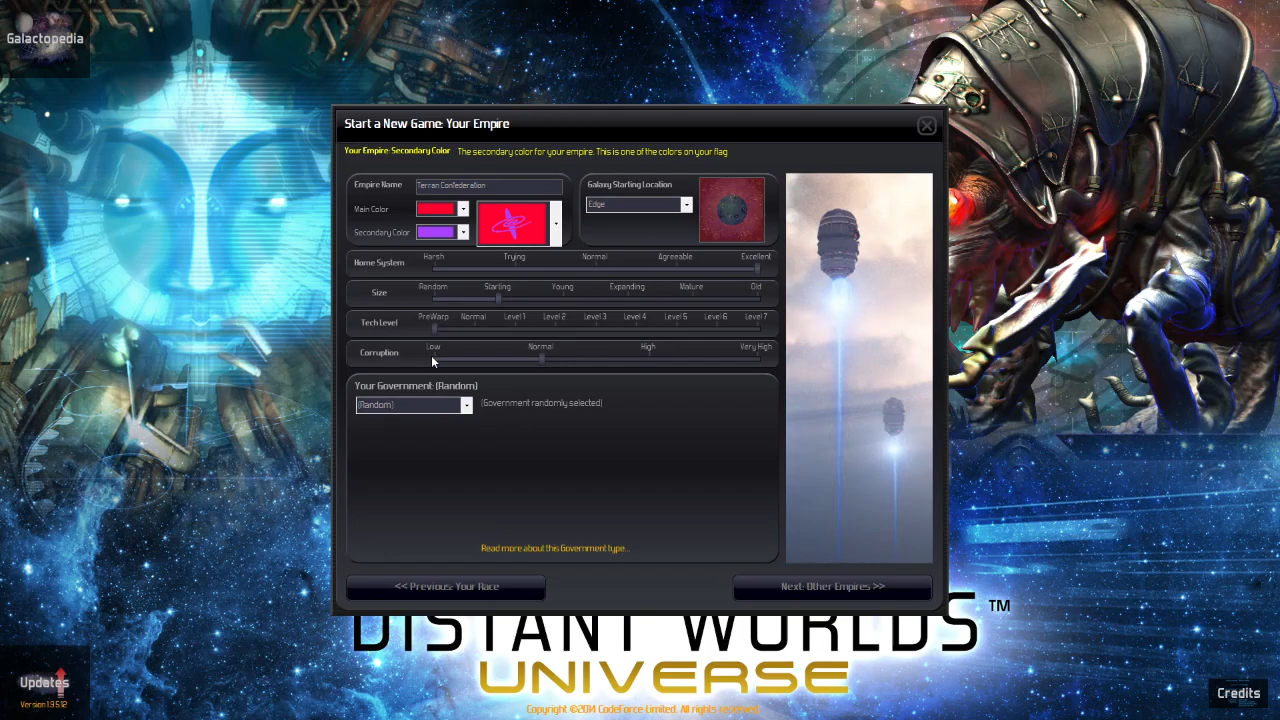 Galactopedia
Start a New Game: Your Empire
Your Empire: Secondary Color The secondary color for your empire. This is one of the colors on your flag
Empire Name Terran Confederation
Galaxy Starting Location
Main Color
Edge
Secondary Color
Home System Harsh Trying Normal Agreeable Excellent
Size Random Starting Young Expanding Mature Old
Tech Level PreWarp Normal Level 1 Level 2 Level 3 Level 4 Level 5 Level 6 Level 7
Corruption Low Normal High Very High
Your Government: (Random)
(Random) (Government randomly selected)
Read more about this Government type...
<< Previous: Your Race Next: Other Empires >>
DISTANT WORLDS™
UNIVERSE
Updates
Version 1.9.5.12
Credits
Copyright ©2014 CodeForce Limited. All rights reserved.